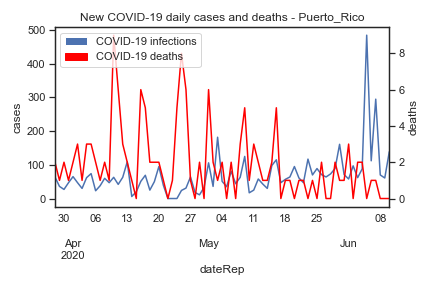 New COVID-19 daily cases and deaths - Puerto_Rico
COVID-19 infections
COVID-19 deaths
500
400
300
200
100
0
cases
8
6
4
2
0
deaths
30 06 13 20 27 04 11 18 25 08
Apr May Jun
2020
dateRep